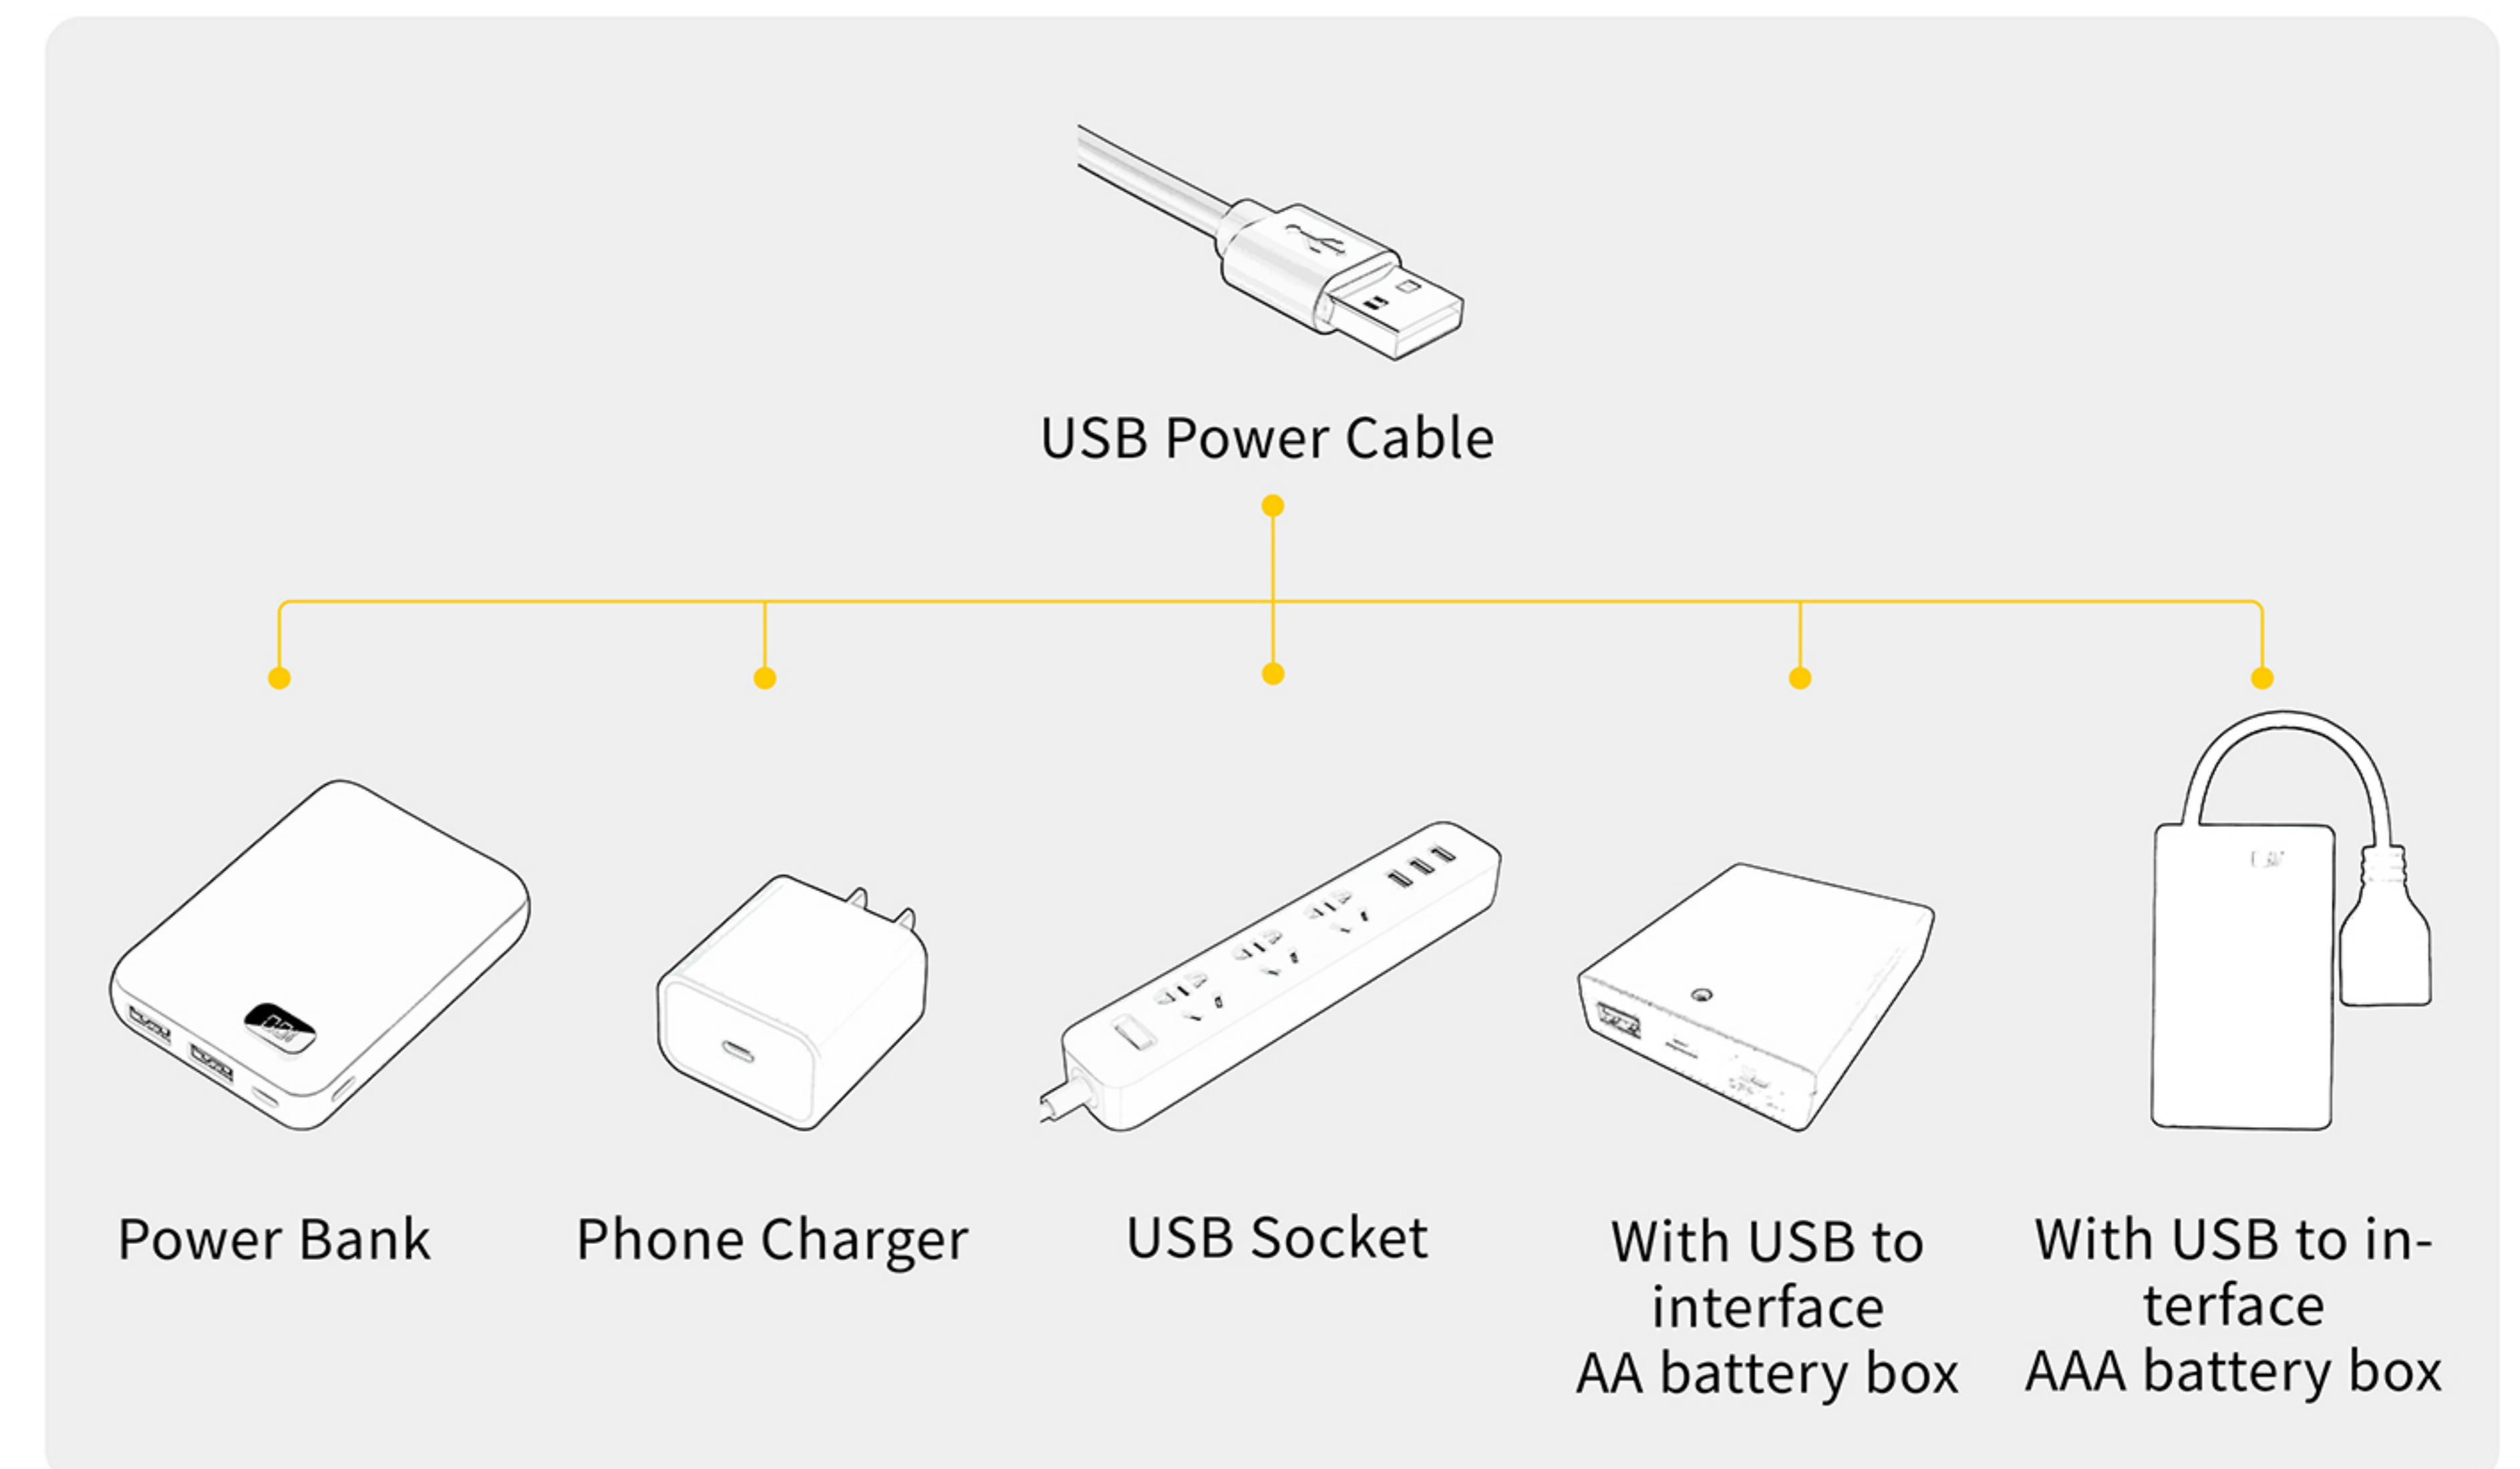 USB Power Cable
Power Bank
Phone Charger
USB Socket
With USB to
interface
AA battery box
With USB to in-
terface
AAA battery box